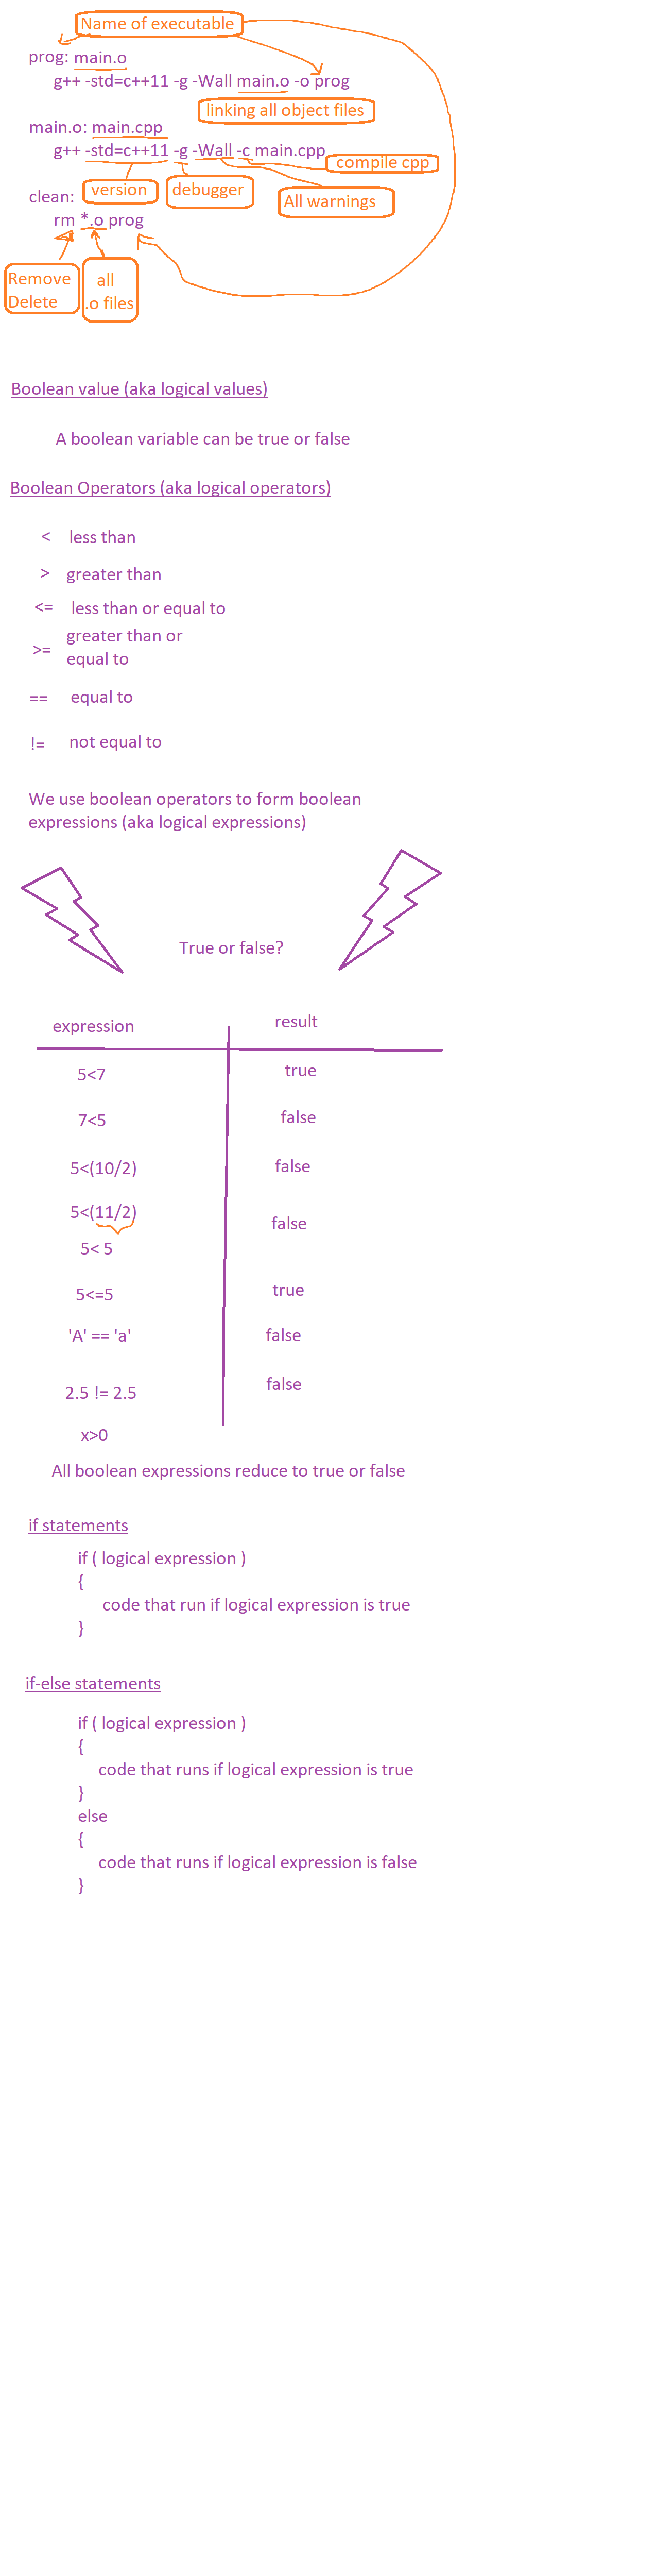 Name of executable
prog: main.o
g++ -std=c++11 -g -Wall main.o -o prog
linking all object files
main.o: main.cpp
g++ -std=c++11 -g -Wall -c main.cpp
compile cpp
version
debugger
All warnings
clean:
rm *.o prog
Remove
Delete
all
.o files
Boolean value (aka logical values)
A boolean variable can be true or false
Boolean Operators (aka logical operators)
< less than
> greater than
<= less than or equal to
>= greater than or
equal to
== equal to
!= not equal to
We use boolean operators to form boolean
expressions (aka logical expressions)
True or false?
expression result
5<7 true
7<5 false
5<(10/2) false
5<(11/2) false
5< 5
5<=5 true
'A' == 'a' false
2.5 != 2.5 false
x>0
All boolean expressions reduce to true or false
if statements
if ( logical expression )
{
code that run if logical expression is true
}
if-else statements
if ( logical expression )
{
code that runs if logical expression is true
}
else
{
code that runs if logical expression is false
}